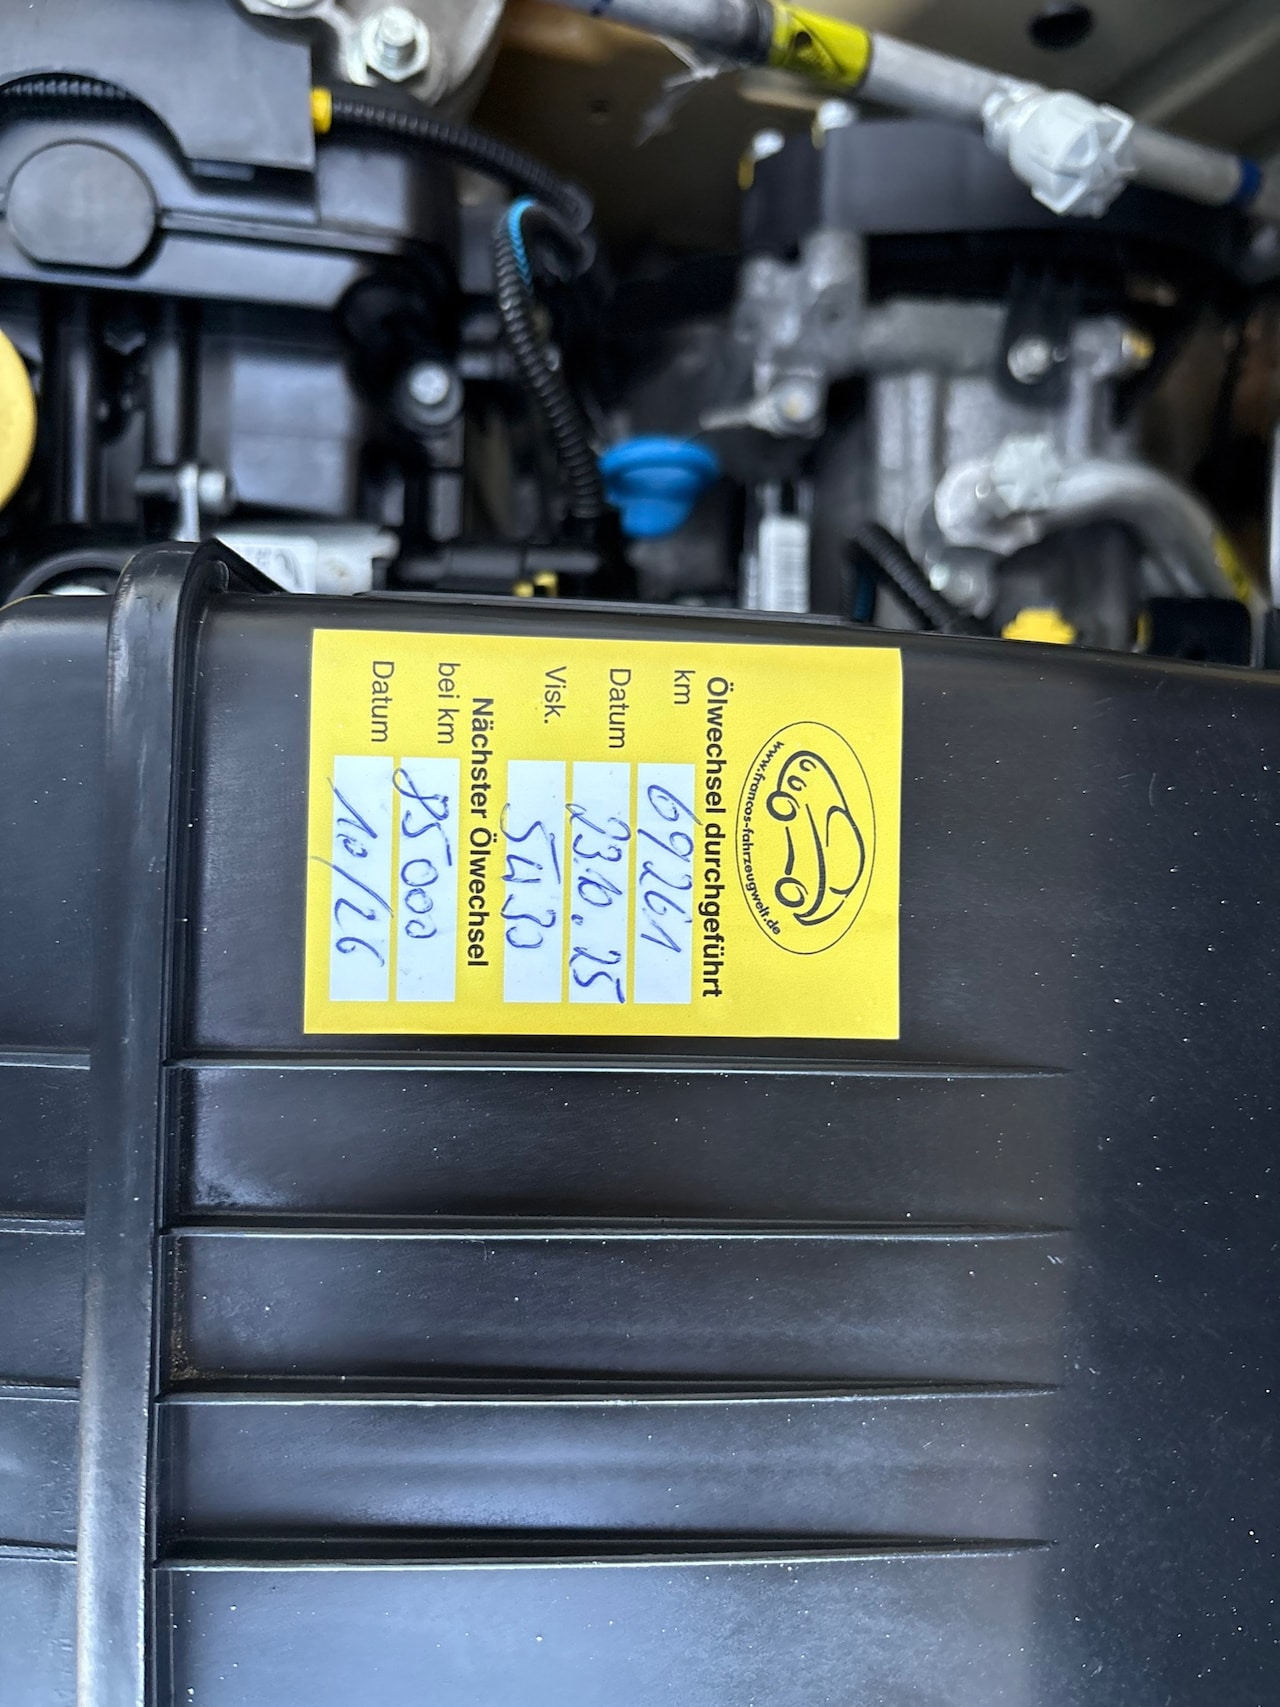 www.francos-fahrzeugwelt.de
Ölwechsel durchgeführt
km 69261
Datum 23.10.25
Visk. 5W30
Nächster Ölwechsel
bei km 85000
Datum 10/26